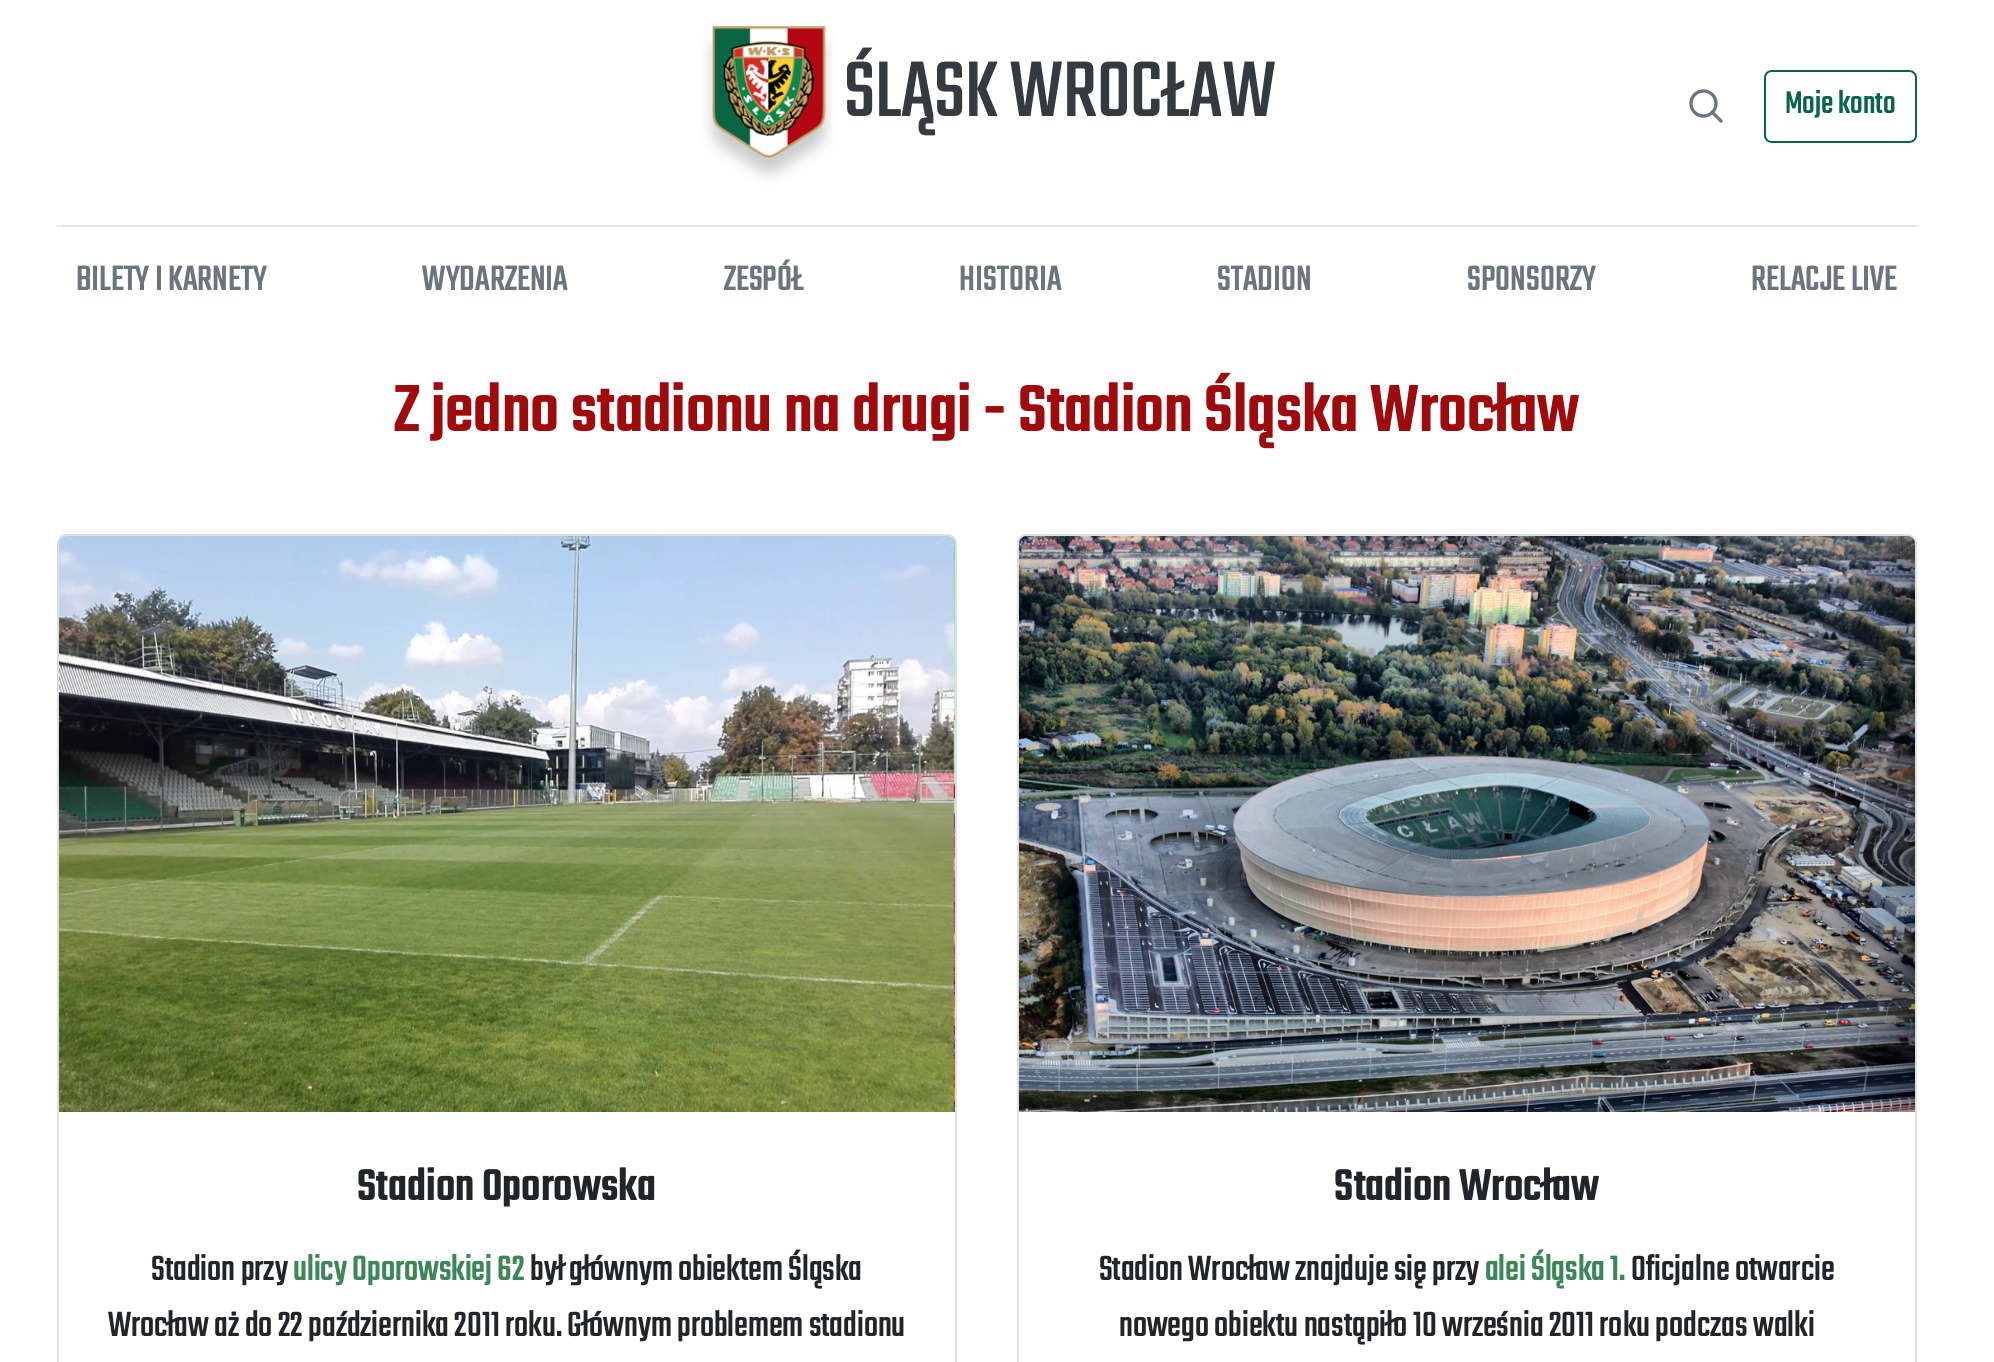 W·K·S
ŚLĄSK
ŚLĄSK WROCŁAW
Moje konto
BILETY I KARNETY
WYDARZENIA
ZESPÓŁ
HISTORIA
STADION
SPONSORZY
RELACJE LIVE
Z jedno stadionu na drugi - Stadion Śląska Wrocław
WROCŁAW
CŁAW
Stadion Oporowska
Stadion przy ulicy Oporowskiej 62 był głównym obiektem Śląska
Wrocław aż do 22 października 2011 roku. Głównym problemem stadionu
Stadion Wrocław
Stadion Wrocław znajduje się przy alei Śląska 1. Oficjalne otwarcie
nowego obiektu nastąpiło 10 września 2011 roku podczas walki